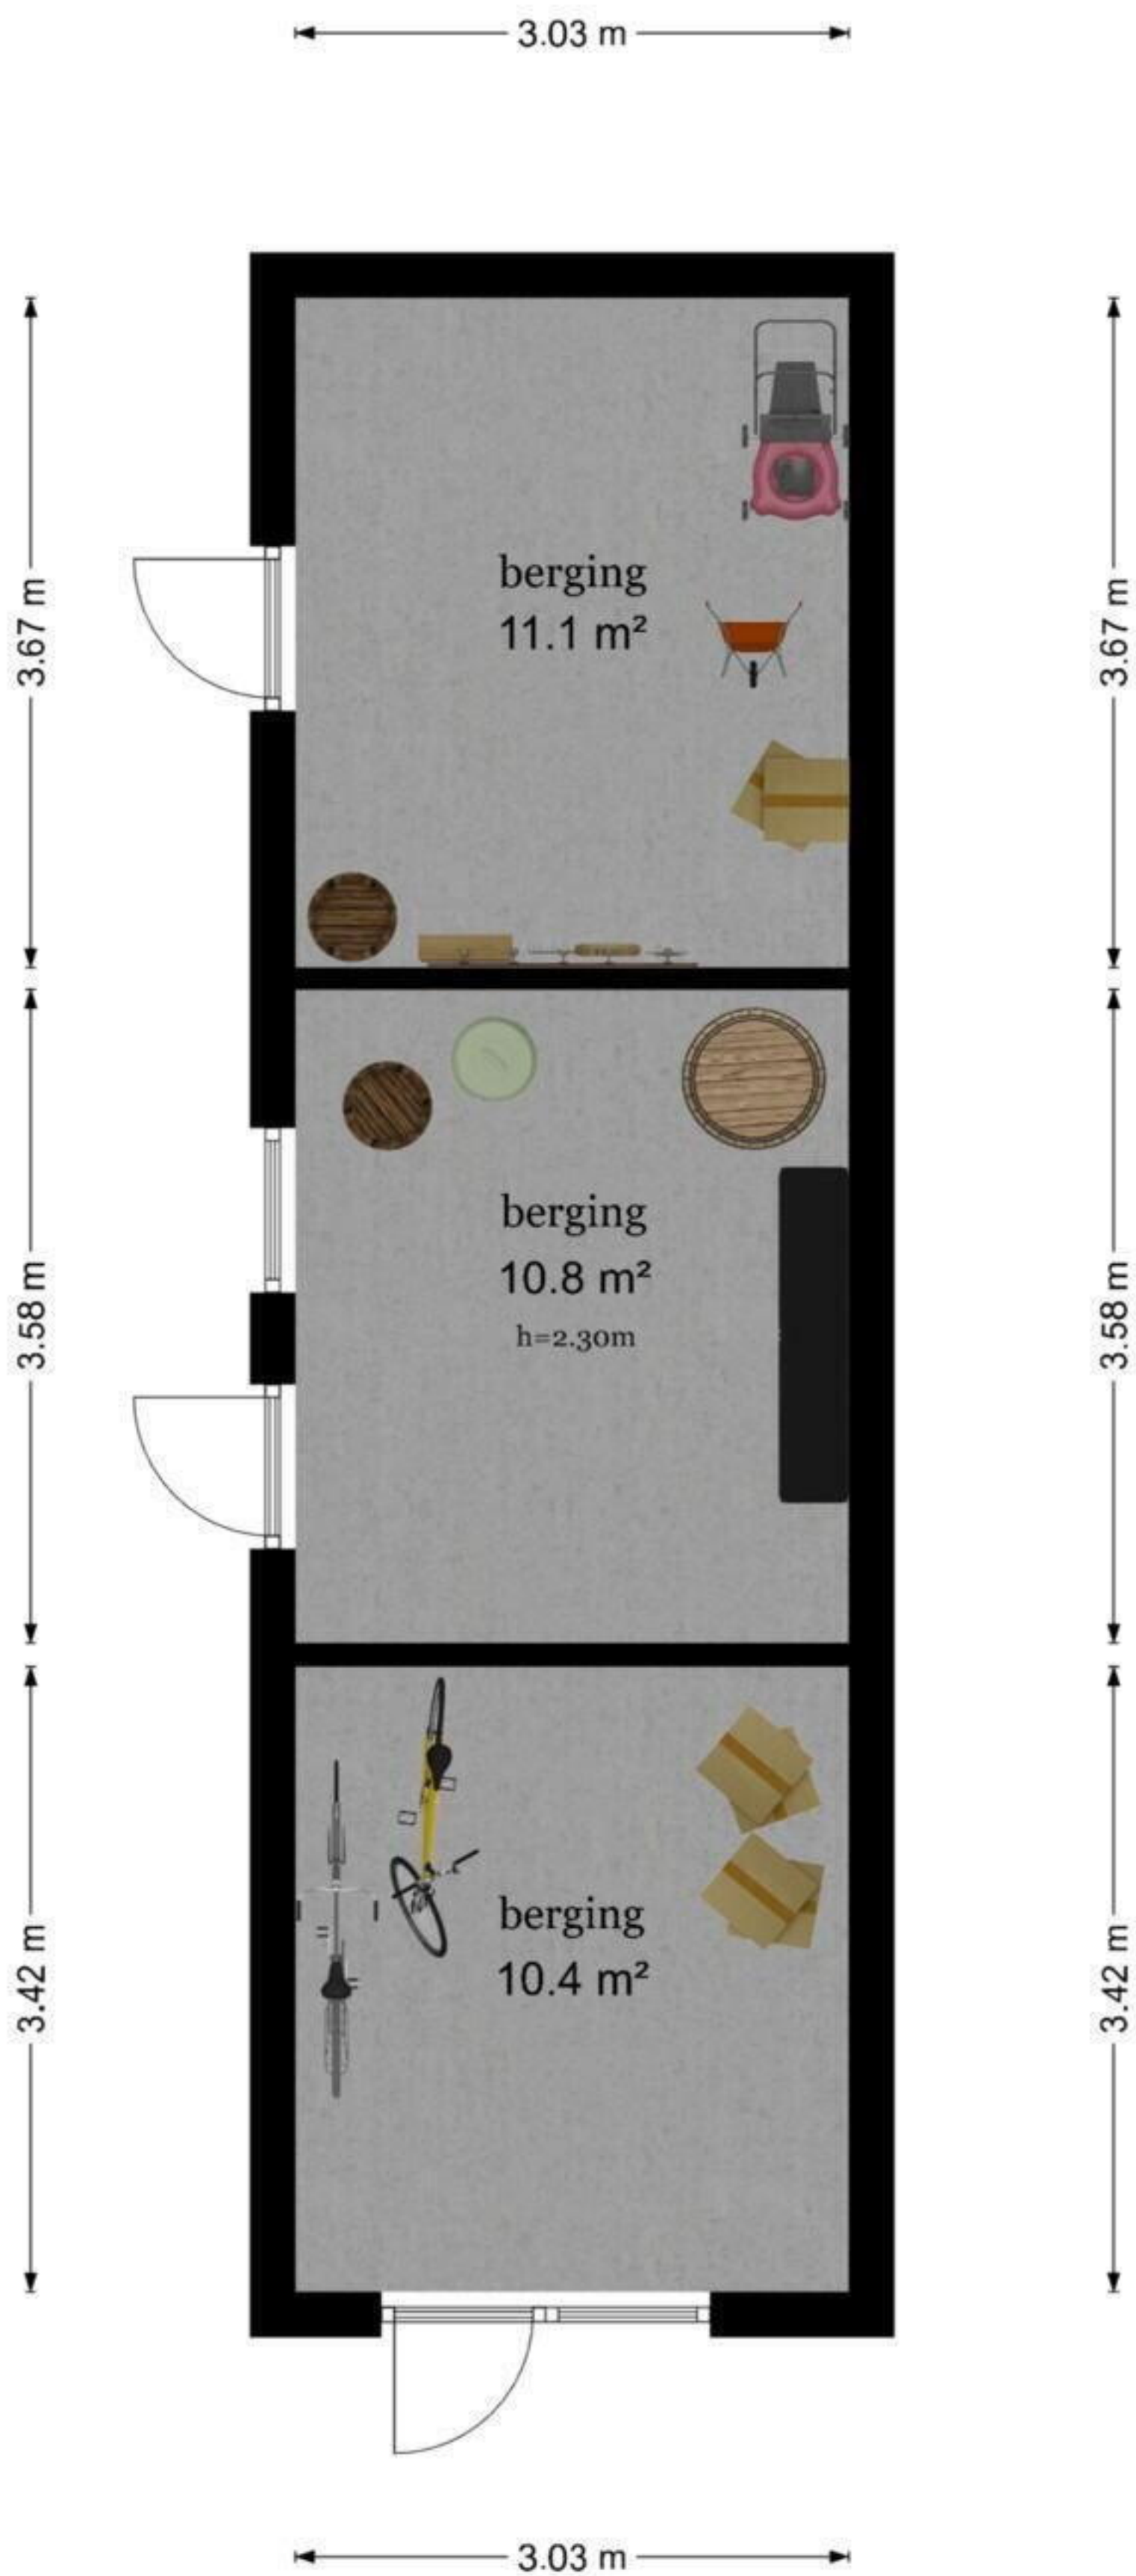 3.03 m
3.67 m
berging
11.1 m²
3.67 m
3.58 m
berging
10.8 m²
h=2.30m
3.58 m
3.42 m
berging
10.4 m²
3.42 m
3.03 m